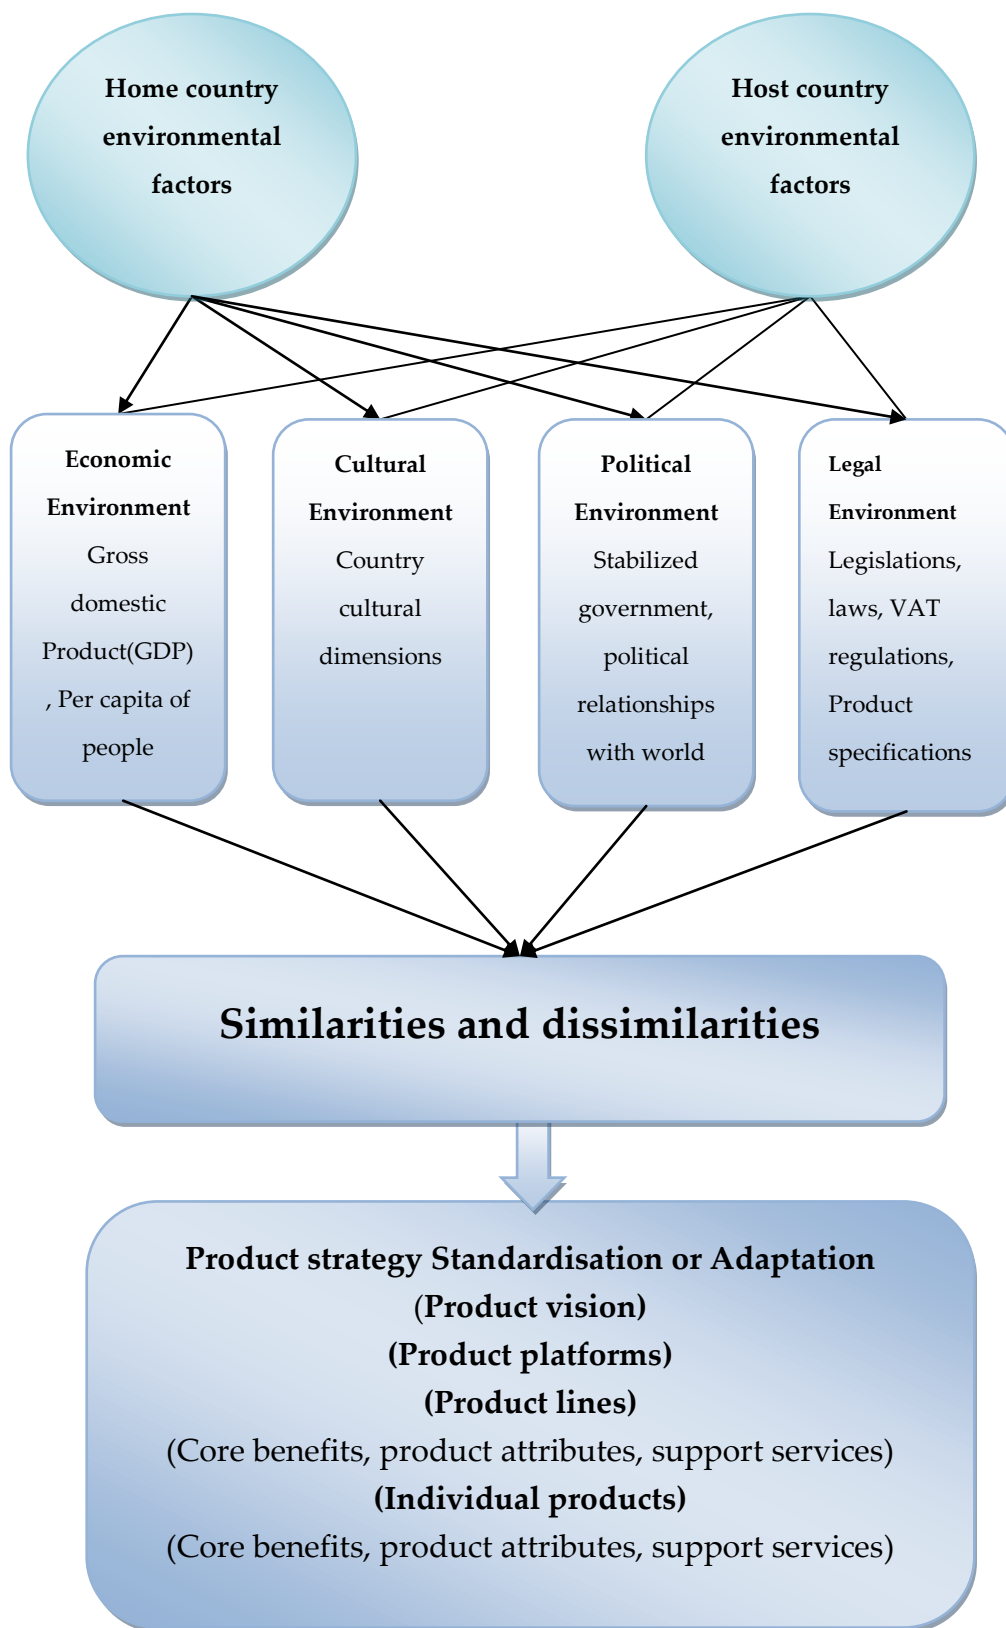 Home country
environmental
factors
Host country
environmental
factors
Economic
Environment
Gross
domestic
Product(GDP)
, Per capita of
people
Cultural
Environment
Country
cultural
dimensions
Political
Environment
Stabilized
government,
political
relationships
with world
Legal
Environment
Legislations,
laws, VAT
regulations,
Product
specifications
Similarities and dissimilarities
Product strategy Standardisation or Adaptation
(Product vision)
(Product platforms)
(Product lines)
(Core benefits, product attributes, support services)
(Individual products)
(Core benefits, product attributes, support services)